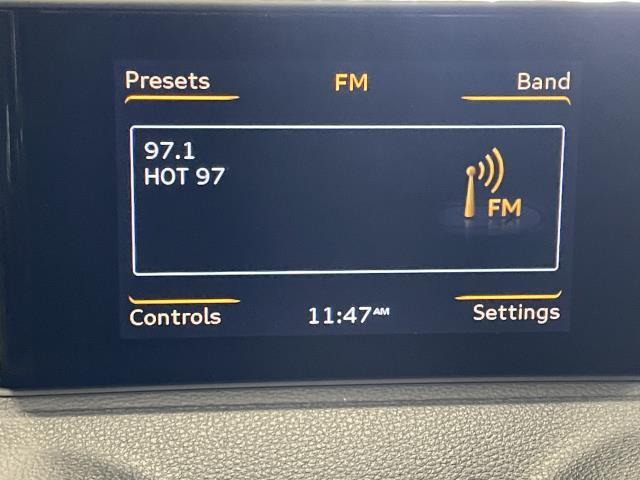 Presets FM Band
97.1
HOT 97
FM
Controls 11:47AM Settings